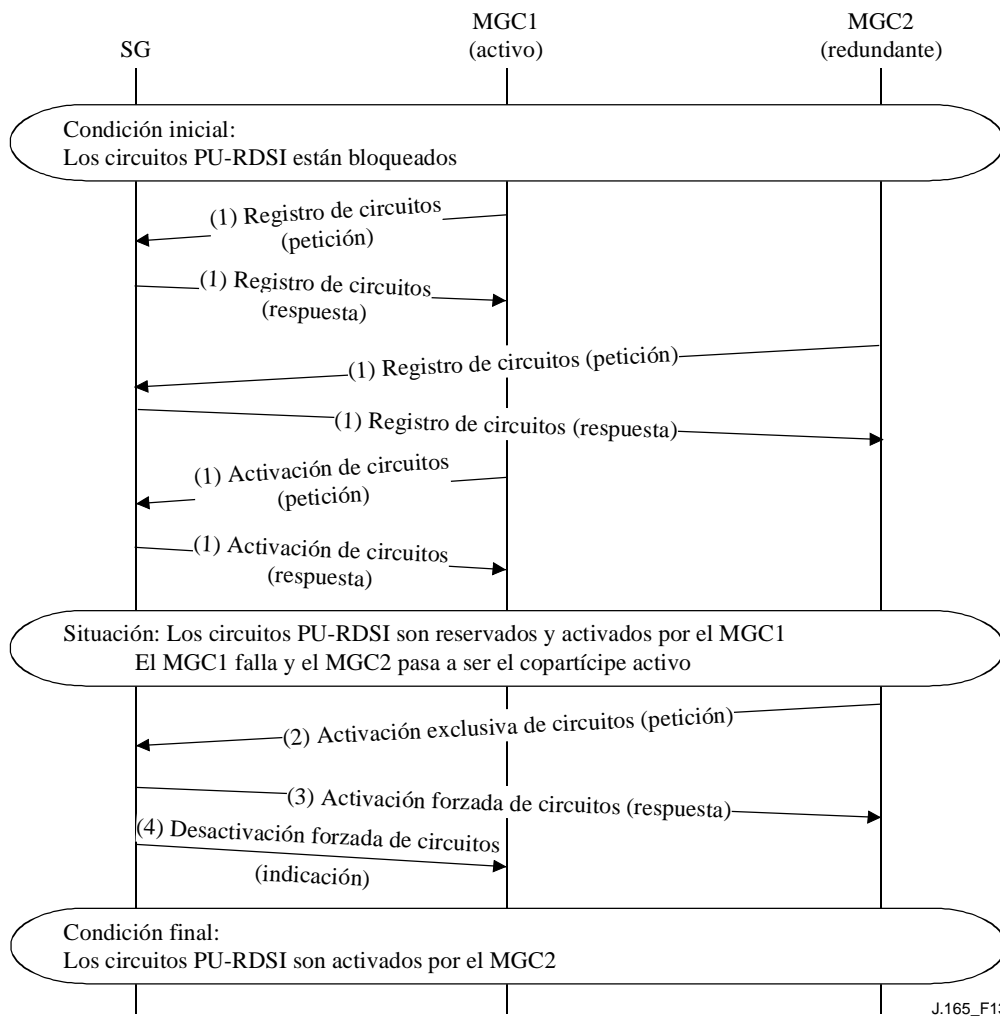 SG
MGC1
(activo)
MGC2
(redundante)
Condición inicial:
Los circuitos PU-RDSI están bloqueados
(1) Registro de circuitos
(petición)
(1) Registro de circuitos
(respuesta)
(1) Registro de circuitos (petición)
(1) Registro de circuitos (respuesta)
(1) Activación de circuitos
(petición)
(1) Activación de circuitos
(respuesta)
Situación: Los circuitos PU-RDSI son reservados y activados por el MGC1
El MGC1 falla y el MGC2 pasa a ser el copartícipe activo
(2) Activación exclusiva de circuitos (petición)
(3) Activación forzada de circuitos (respuesta)
(4) Desactivación forzada de circuitos
(indicación)
Condición final:
Los circuitos PU-RDSI son activados por el MGC2
J.165_F13